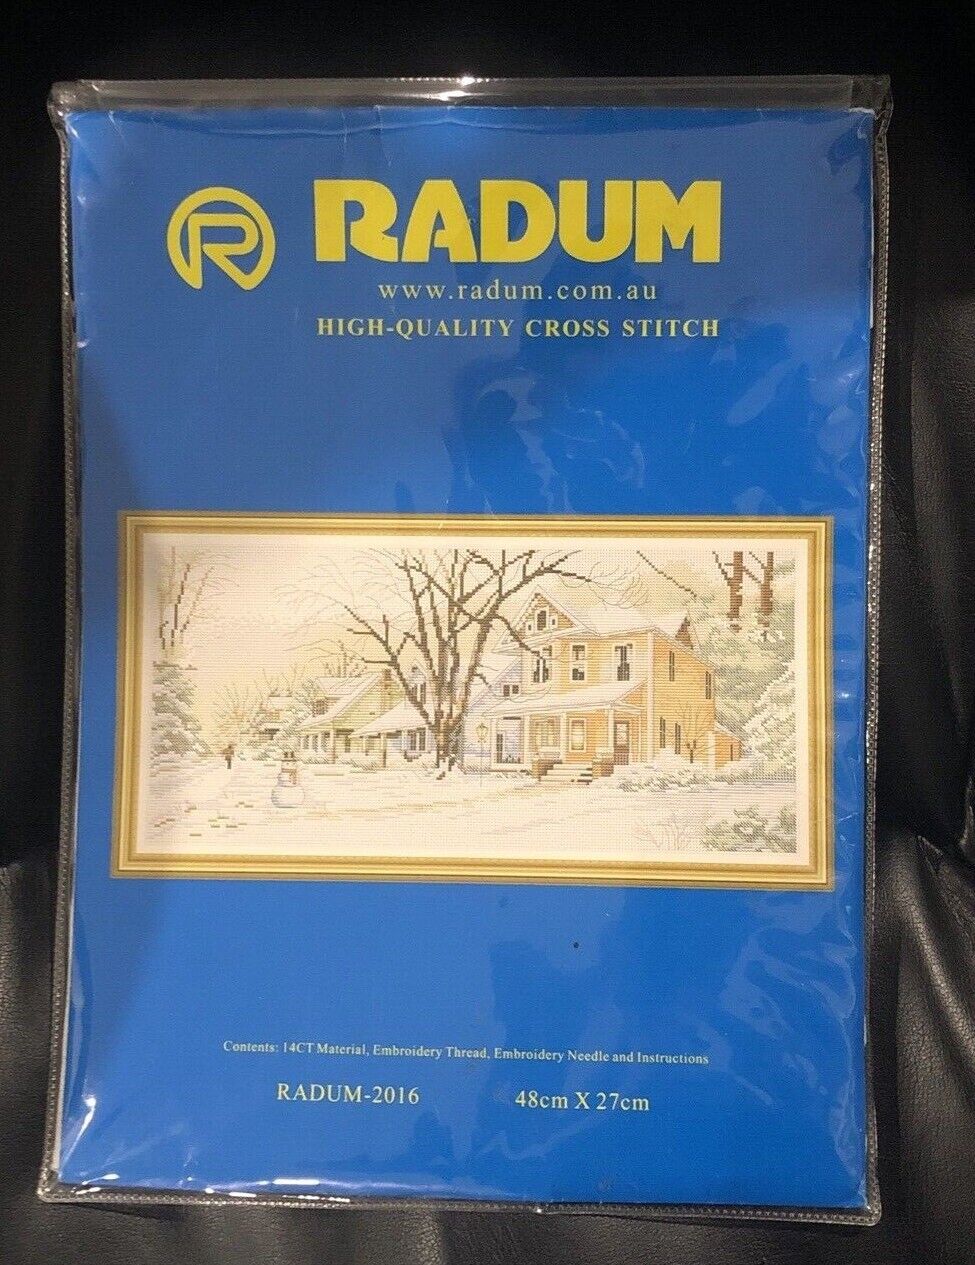 R RADUM
www.radum.com.au
HIGH-QUALITY CROSS STITCH
Contents: 14CT Material, Embroidery Thread, Embroidery Needle and Instructions
RADUM-2016 48cm X 27cm